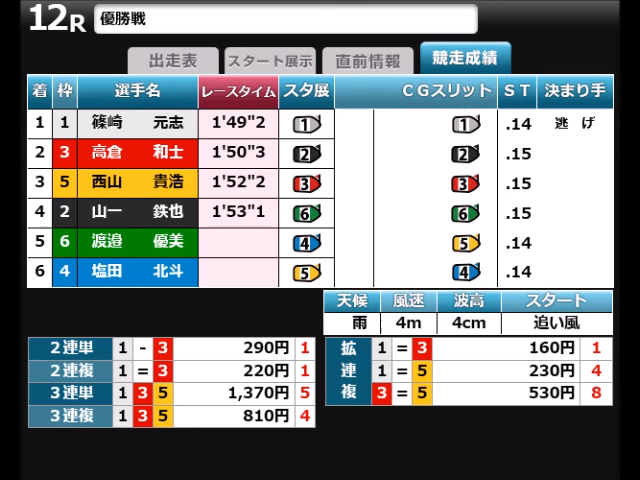 12R 優勝戦
出走表 スタート展示 直前情報 競走成績
着 枠 選手名 レースタイム スタ展 CGスリット ST 決まり手
1 1 篠崎 元志 1'49"2 1 1 .14 逃 げ
2 3 高倉 和士 1'50"3 2 2 .15
3 5 西山 貴浩 1'52"2 3 3 .15
4 2 山一 鉄也 1'53"1 6 6 .15
5 6 渡邉 優美 4 5 .14
6 4 塩田 北斗 5 4 .14
天候 風速 波高 スタート
雨 4m 4cm 追い風
2連単 1 - 3 290円 1
2連複 1 = 3 220円 1
3連単 1 3 5 1,370円 5
3連複 1 3 5 810円 4
拡 1 = 3 160円 1
連 1 = 5 230円 4
複 3 = 5 530円 8